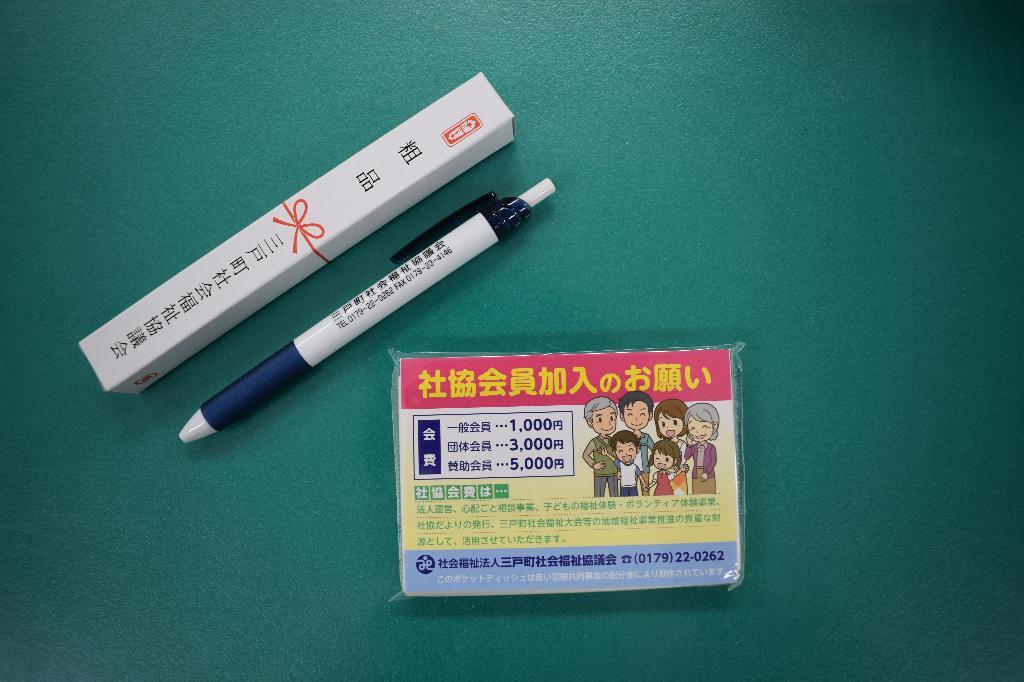 粗品
三戸町社会福祉協議会
三戸町社会福祉協議会
TEL 0179-22-0262 FAX 0179-23-4146
社協会員加入のお願い
会費
一般会員…1,000円
団体会員…3,000円
賛助会員…5,000円
社協会費は…
法人運営、心配ごと相談事業、子どもの福祉体験・ボランティア体験事業、
社協だよりの発行、三戸町社会福祉大会等の地域福祉事業推進の貴重な財
源として、活用させていただきます。
社会福祉法人三戸町社会福祉協議会 ☎(0179)22-0262
このポケットティッシュは赤い羽根共同募金の配分金により制作されています